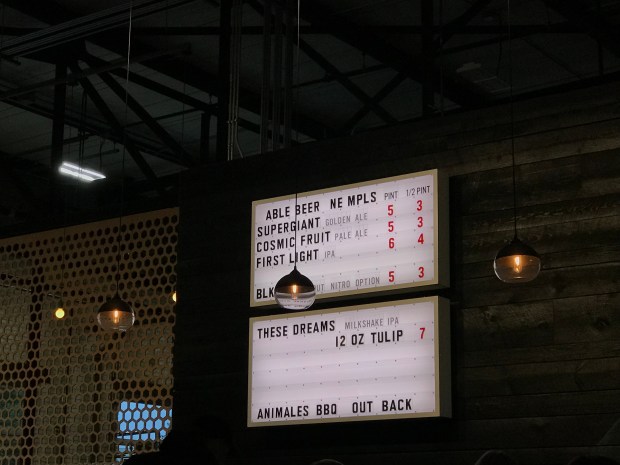 ABLE BEER NE MPLS PINT 1/2 PINT
SUPERGIANT GOLDEN ALE 5 3
COSMIC FRUIT PALE ALE 5 3
FIRST LIGHT IPA 6 4
BLK NITRO OPTION 5 3
THESE DREAMS MILKSHAKE IPA
12 OZ TULIP 7
ANIMALES BBQ OUT BACK